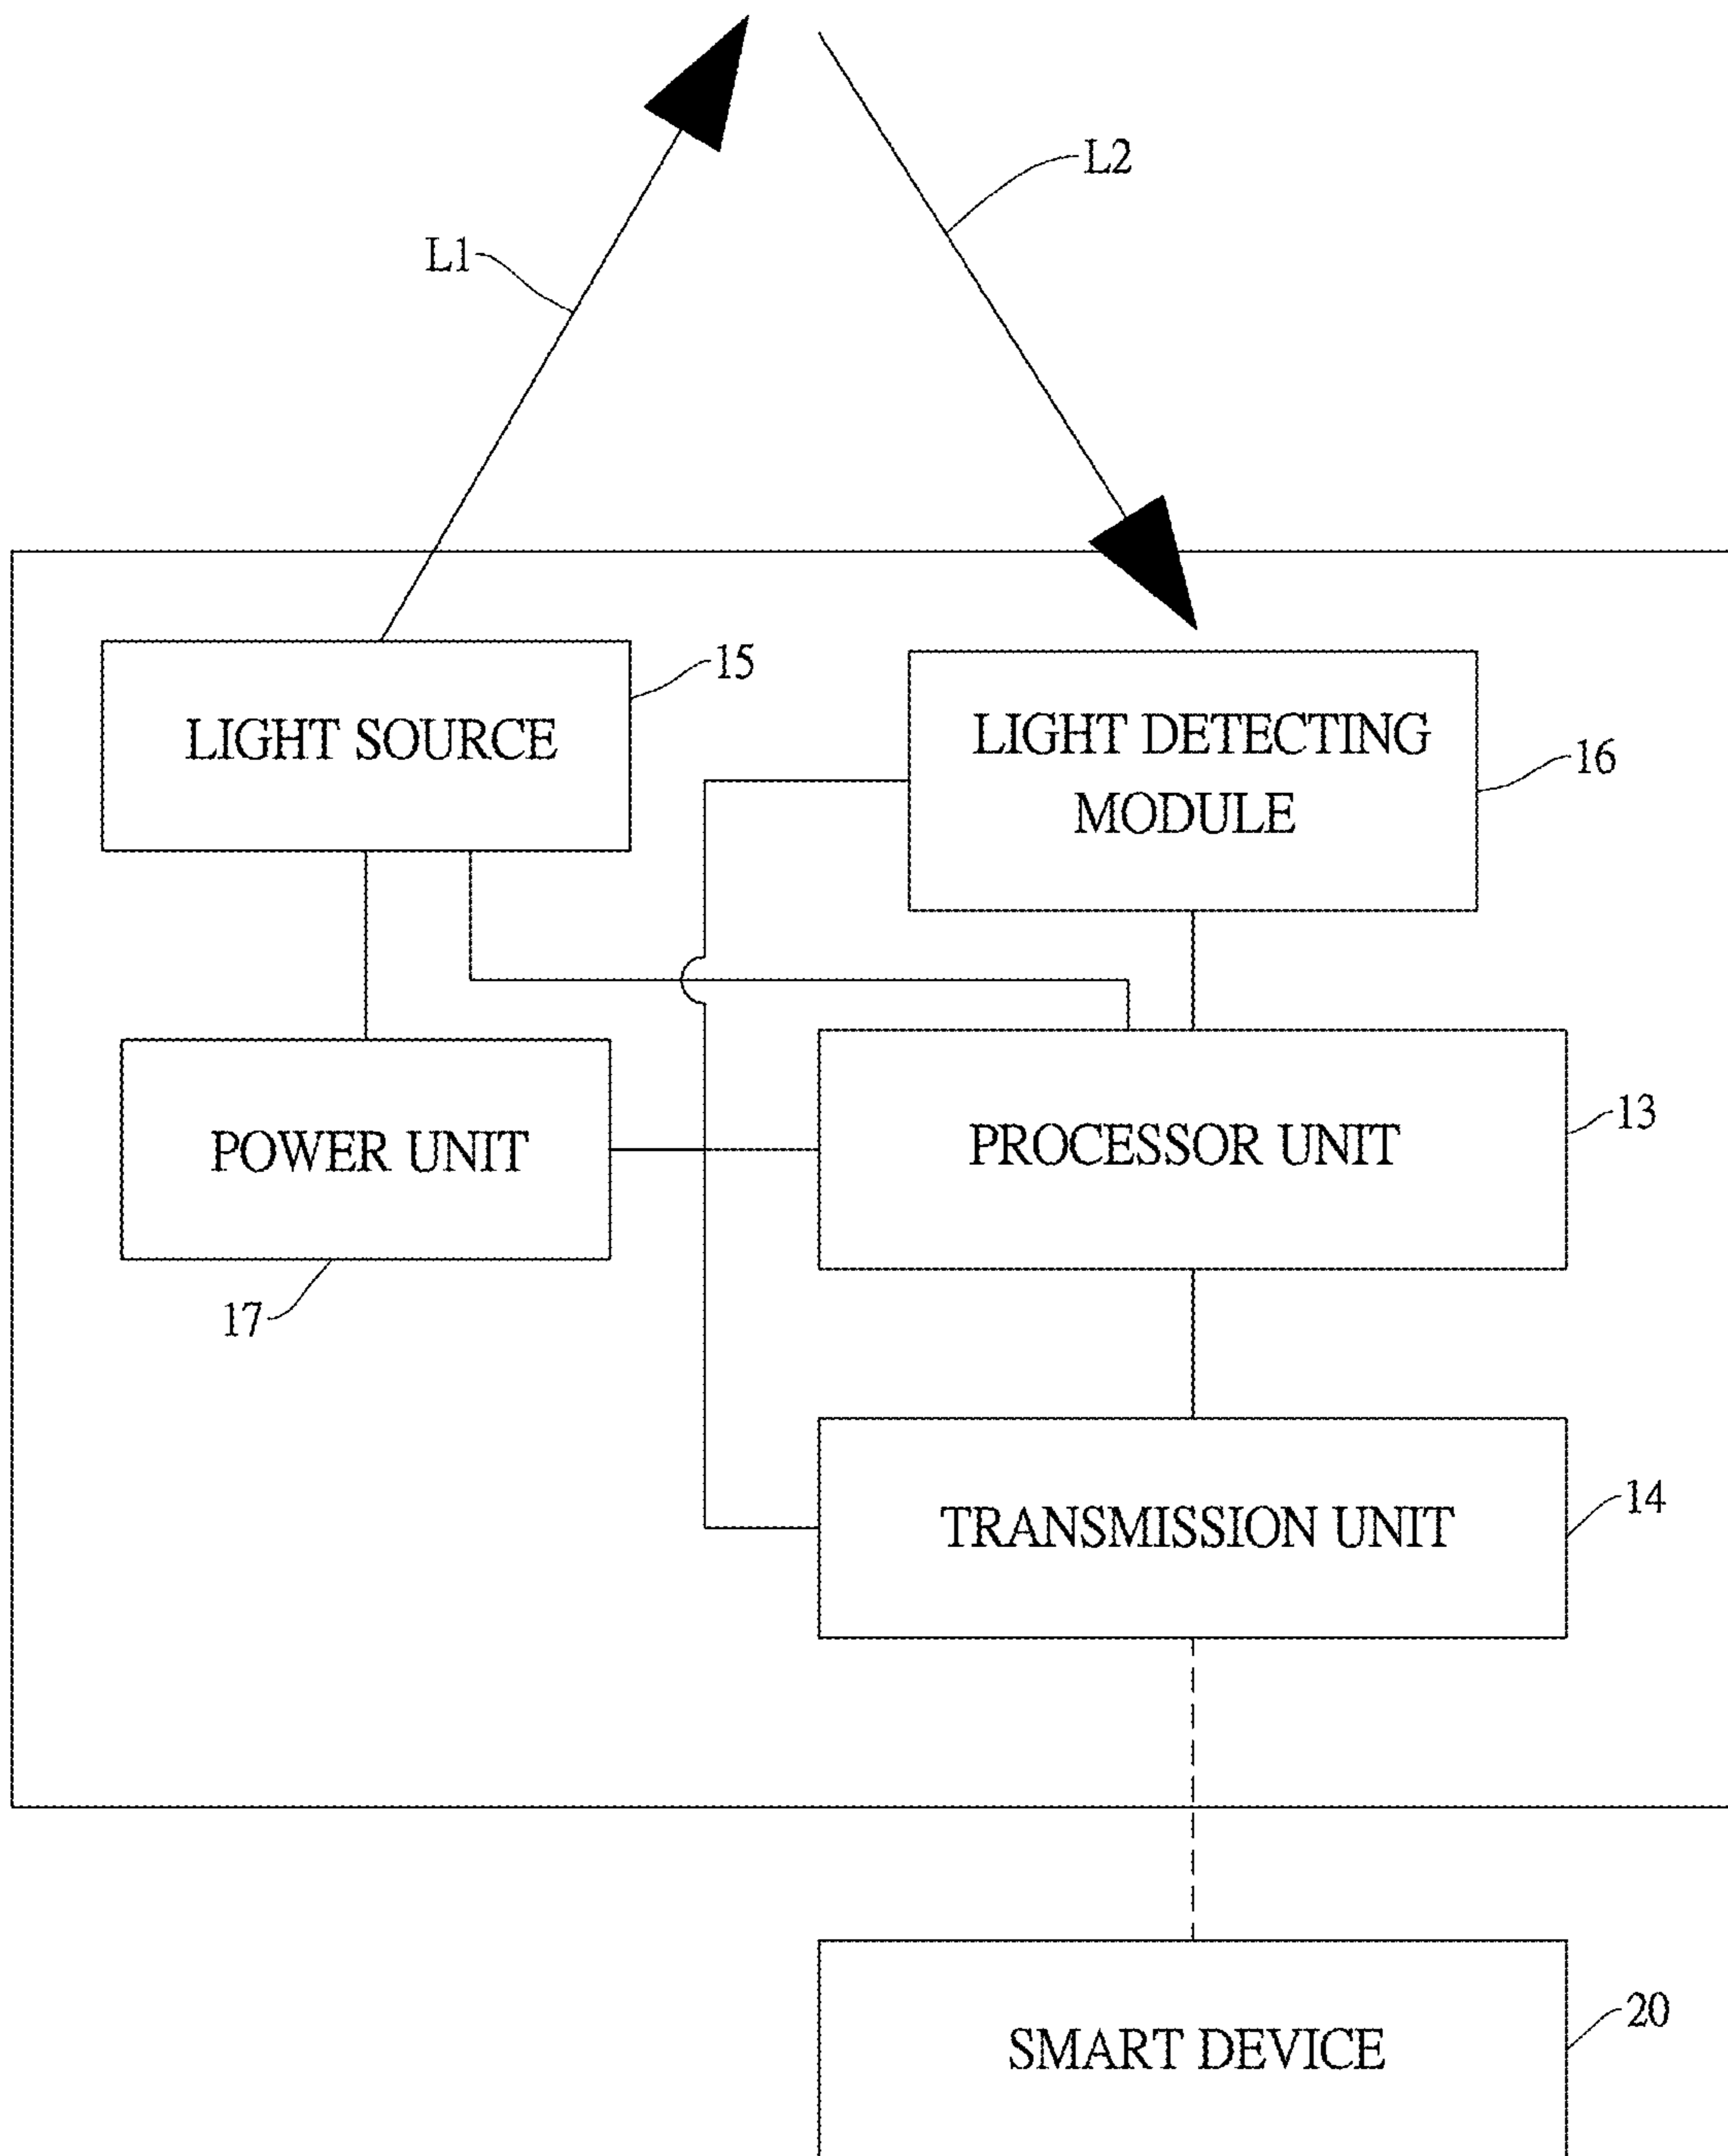 L2
L1
15
LIGHT SOURCE
LIGHT DETECTING
MODULE
16
POWER UNIT
17
PROCESSOR UNIT
13
TRANSMISSION UNIT
14
SMART DEVICE
20